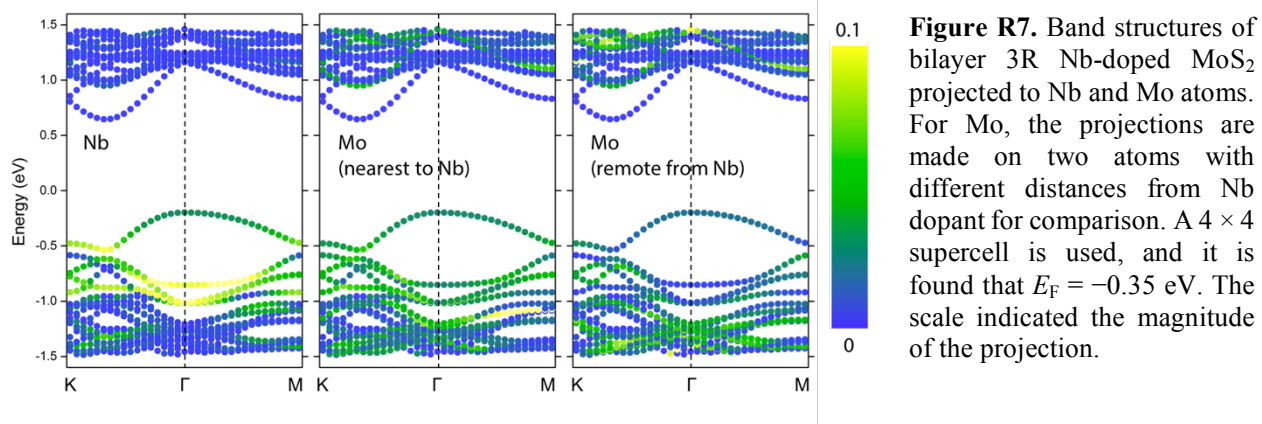 1.5
1.0
0.5
0.0
−0.5
−1.0
−1.5
Energy (eV)
Nb
K Γ M
Mo
(nearest to Nb)
K Γ M
Mo
(remote from Nb)
K Γ M
0.1
0
Figure R7. Band structures of
bilayer 3R Nb-doped MoS₂
projected to Nb and Mo atoms.
For Mo, the projections are
made on two atoms with
different distances from Nb
dopant for comparison. A 4 × 4
supercell is used, and it is
found that E_F = −0.35 eV. The
scale indicated the magnitude
of the projection.